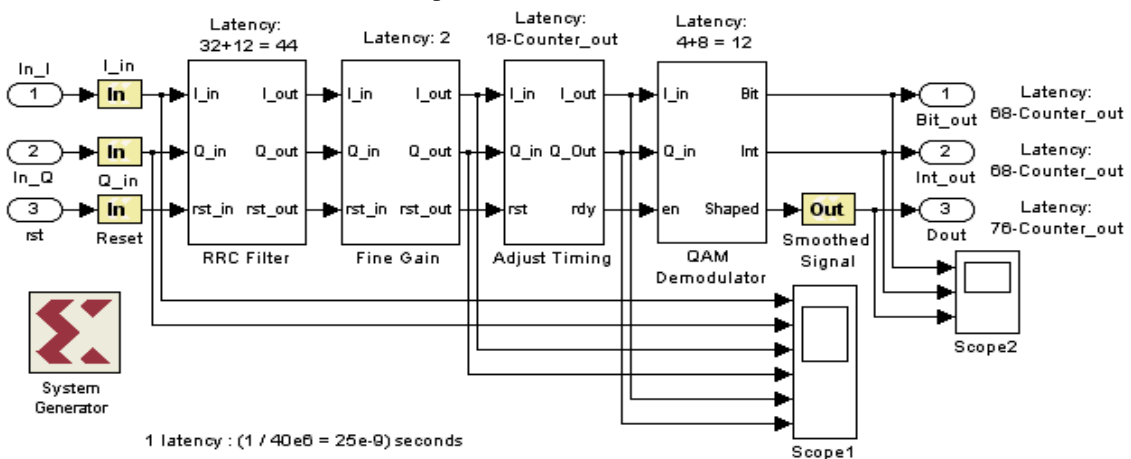 Latency:
32+12 = 44
Latency: 2
Latency:
18-Counter_out
Latency:
4+8 = 12
In_I
1
I_in
In
I_in
I_out
I_in
I_out
I_in
I_out
I_in
Bit
1
Bit_out
Latency:
68-Counter_out
2
In_Q
In
Q_in
Q_in
Q_out
Q_in
Q_out
Q_in
Q_Out
Q_in
Int
2
Int_out
Latency:
68-Counter_out
3
rst
In
Reset
rst_in
rst_out
rst_in
rst_out
rst
rdy
en
Shaped
Out
Smoothed
Signal
3
Dout
Latency:
76-Counter_out
RRC Filter
Fine Gain
Adjust Timing
QAM
Demodulator
Scope2
System
Generator
1 latency : (1 / 40e6 = 25e-9) seconds
Scope1